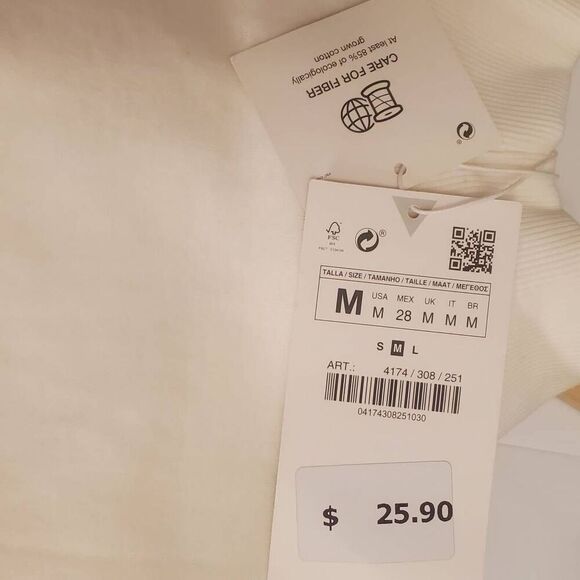 CARE FOR FIBER
At least 85% of ecologically
grown cotton
®
FSC
®
TALLA / SIZE / TAMANHO / TAILLE / MAAT / ΜΕΓΕΘΟΣ
M USA MEX UK IT BR
M 28 M M M
S M L
ART.: 4174 / 308 / 251
04174308251030
$ 25.90